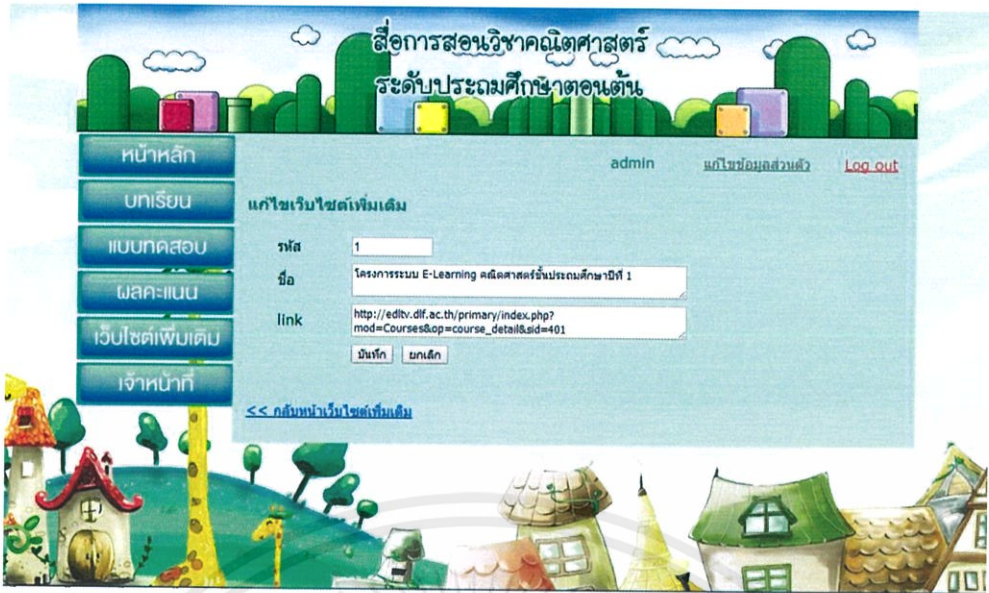 สื่อการสอนวิชาคณิตศาสตร์
ระดับประถมศึกษาตอนต้น
หน้าหลัก
บทเรียน
แบบทดสอบ
ผลคะแนน
เว็บไซต์เพิ่มเติม
เจ้าหน้าที่
admin แก้ไขข้อมูลส่วนตัว Log out
แก้ไขเว็บไซต์เพิ่มเติม
รหัส 1
ชื่อ โครงการระบบ E-Learning คณิตศาสตร์ชั้นประถมศึกษาปีที่ 1
link http://edltv.dlf.ac.th/primary/index.php?
mod=Courses&op=course_detail&sid=401
บันทึก ยกเลิก
<< กลับหน้าเว็บไซต์เพิ่มเติม